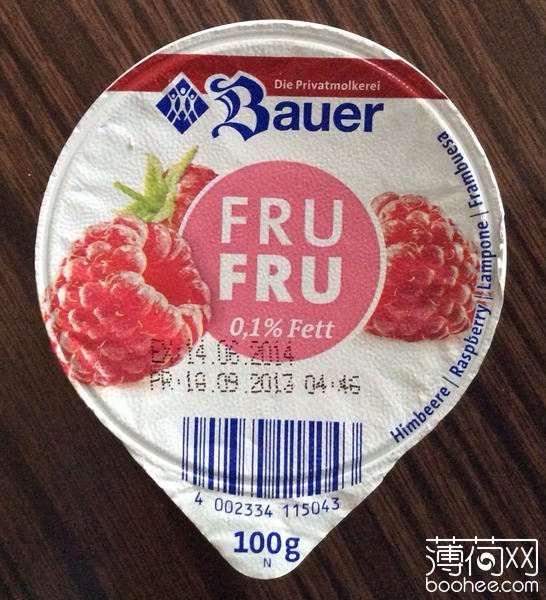 Die Privatmolkerei
Bauer
FRU
FRU
0,1% Fett
EX:14.06.2014
PR:18.09.2013 04:46
Himbeere | Raspberry | Lampone | Frambuesa
4 002334 115043
100g
N
薄荷网
boohee.com